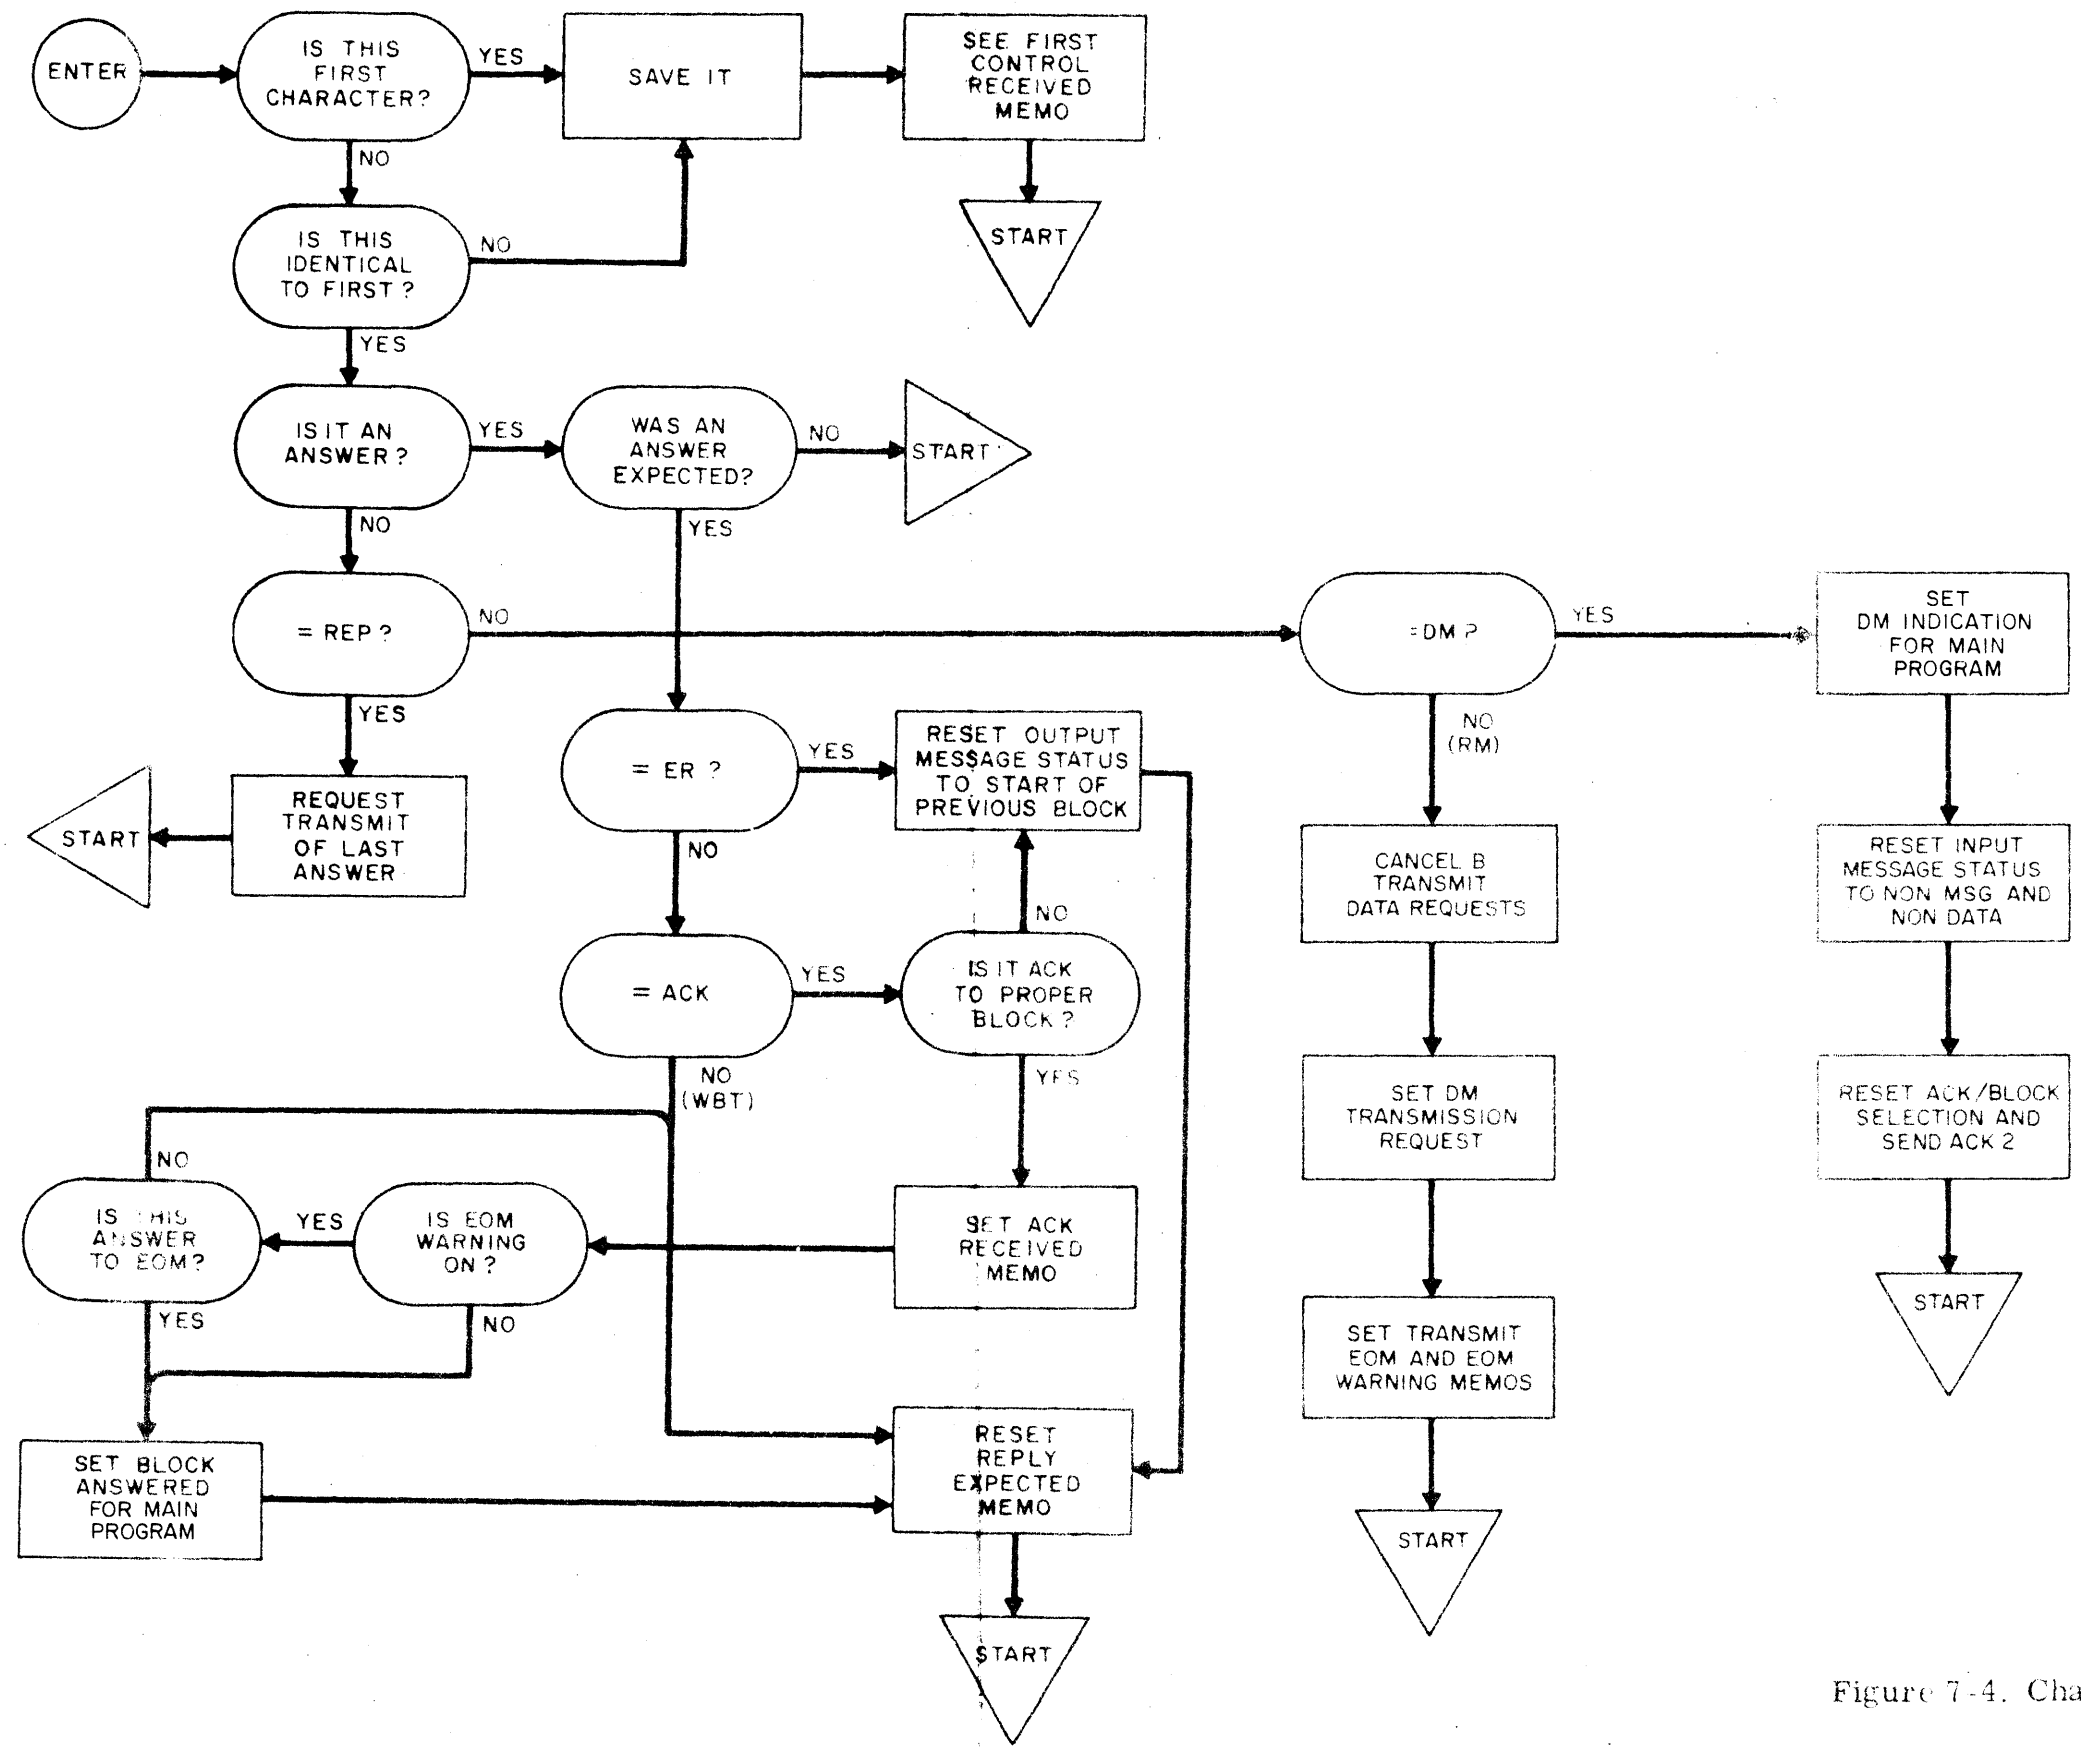 ENTER
IS THIS
FIRST
CHARACTER?
YES
SAVE IT
SEE FIRST
CONTROL
RECEIVED
MEMO
NO
START
IS THIS
IDENTICAL
TO FIRST?
NO
YES
IS IT AN
ANSWER?
YES
WAS AN
ANSWER
EXPECTED?
NO
START
NO
YES
= REP?
NO
=DM?
YES
SET
DM INDICATION
FOR MAIN
PROGRAM
YES
NO
(RM)
REQUEST
TRANSMIT
OF LAST
ANSWER
START
= ER ?
YES
RESET OUTPUT
MESSAGE STATUS
TO START OF
PREVIOUS BLOCK
NO
CANCEL B
TRANSMIT
DATA REQUESTS
RESET INPUT
MESSAGE STATUS
TO NON MSG AND
NON DATA
NO
= ACK
YES
IS IT ACK
TO PROPER
BLOCK?
NO
(WBT)
YES
SET DM
TRANSMISSION
REQUEST
RESET ACK/BLOCK
SELECTION AND
SEND ACK 2
NO
IS THIS
ANSWER
TO EOM?
YES
IS EOM
WARNING
ON?
SET ACK
RECEIVED
MEMO
YES
NO
SET TRANSMIT
EOM AND EOM
WARNING MEMOS
START
SET BLOCK
ANSWERED
FOR MAIN
PROGRAM
RESET
REPLY
EXPECTED
MEMO
START
START
Figure 7-4. Cha